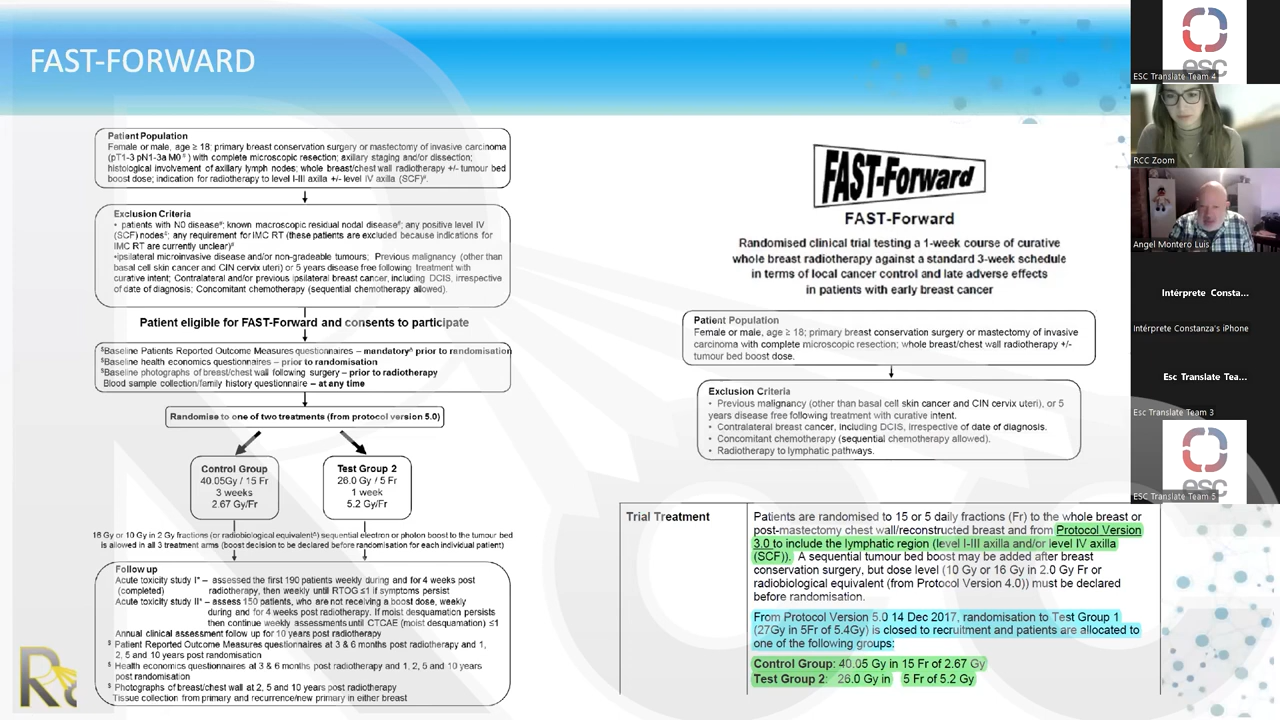 FAST-FORWARD
Patient Population
Female or male, age ≥ 18; primary breast conservation surgery or mastectomy of invasive carcinoma
(pT1-3 pN1-3a M0 ) with complete microscopic resection; axillary staging and/or dissection;
histological involvement of axillary lymph nodes; whole breast/chest wall radiotherapy +/- tumour bed
boost dose; indication for radiotherapy to level I-III axilla +/- level IV axilla (SCF)
Exclusion Criteria
• patients with N0 disease; known macroscopic residual nodal disease; any positive level IV
(SCF) nodes; any requirement for IMC RT (these patients are excluded because indications for
IMC RT are currently unclear)
•Ipsilateral microinvasive disease and/or non-gradeable tumours; Previous malignancy (other than
basal cell skin cancer and CIN cervix uteri) or 5 years disease free following treatment with
curative intent; Contralateral and/or previous ipsilateral breast cancer, including DCIS, irrespective
of date of diagnosis; Concomitant chemotherapy (sequential chemotherapy allowed).
Patient eligible for FAST-Forward and consents to participate
$Baseline Patients Reported Outcome Measures questionnaires – mandatory^ prior to randomisation
$Baseline health economics questionnaires – prior to randomisation
$Baseline photographs of breast/chest wall following surgery – prior to radiotherapy
Blood sample collection/family history questionnaire – at any time
Randomise to one of two treatments (from protocol version 5.0)
Control Group
40.05Gy / 15 Fr
3 weeks
2.67 Gy/Fr
Test Group 2
26.0 Gy / 5 Fr
1 week
5.2 Gy/Fr
16 Gy or 10 Gy in 2 Gy fractions (or radiobiological equivalent^) sequential electron or photon boost to the tumour bed
is allowed in all 3 treatment arms (boost decision to be declared before randomisation for each individual patient)
Follow up
Acute toxicity study I* – assessed the first 190 patients weekly during and for 4 weeks post
(completed) radiotherapy, then weekly until RTOG ≤1 if symptoms persist
Acute toxicity study II* – assess 150 patients, who are not receiving a boost dose, weekly
during and for 4 weeks post radiotherapy. If moist desquamation persists
then continue weekly assessments until CTCAE (moist desquamation) ≤1
Annual clinical assessment follow up for 10 years post radiotherapy
$ Patient Reported Outcome Measures questionnaires at 3 & 6 months post radiotherapy and 1,
2, 5 and 10 years post randomisation
$ Health economics questionnaires at 3 & 6 months post radiotherapy and 1, 2, 5 and 10 years
post randomisation
$ Photographs of breast/chest wall at 2, 5 and 10 years post radiotherapy
Tissue collection from primary and recurrence/new primary in either breast
FAST-Forward
FAST-Forward
Randomised clinical trial testing a 1-week course of curative
whole breast radiotherapy against a standard 3-week schedule
in terms of local cancer control and late adverse effects
in patients with early breast cancer
Patient Population
Female or male, age ≥ 18; primary breast conservation surgery or mastectomy of invasive
carcinoma with complete microscopic resection; whole breast/chest wall radiotherapy +/-
tumour bed boost dose.
Exclusion Criteria
• Previous malignancy (other than basal cell skin cancer and CIN cervix uteri), or 5
years disease free following treatment with curative intent.
• Contralateral breast cancer, including DCIS, irrespective of date of diagnosis.
• Concomitant chemotherapy (sequential chemotherapy allowed).
• Radiotherapy to lymphatic pathways.
Trial Treatment
Patients are randomised to 15 or 5 daily fractions (Fr) to the whole breast or
post-mastectomy chest wall/reconstructed breast and from Protocol Version
3.0 to include the lymphatic region (level I-III axilla and/or level IV axilla
(SCF)). A sequential tumour bed boost may be added after breast
conservation surgery, but dose level (10 Gy or 16 Gy in 2.0 Gy Fr or
radiobiological equivalent (from Protocol Version 4.0)) must be declared
before randomisation.
From Protocol Version 5.0 14 Dec 2017, randomisation to Test Group 1
(27Gy in 5Fr of 5.4Gy) is closed to recruitment and patients are allocated to
one of the following groups:
Control Group: 40.05 Gy in 15 Fr of 2.67 Gy
Test Group 2: 26.0 Gy in 5 Fr of 5.2 Gy
esc
ESC Translate Team 4
RCC Zoom
Angel Montero Luis
Intérprete Consta...
Intérprete Constanza's iPhone
Esc Translate Tea...
Esc Translate Team 3
esc
ESC Translate Team 5